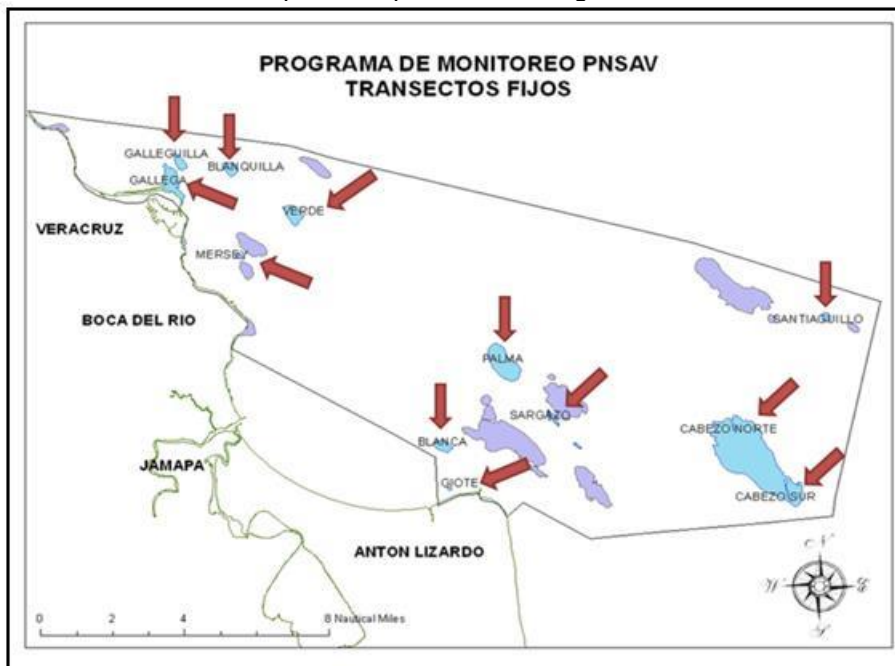 PROGRAMA DE MONITOREO PNSAV
TRANSECTOS FIJOS
GALLEGUILLA
BLANQUILLA
GALLEGA
VERDE
VERACRUZ
MERSEY
BOCA DEL RIO
SANTIAGUILLO
PALMA
SARGAZO
CABEZO NORTE
BLANCA
JAMAPA
GIOTE
CABEZO SUR
ANTON LIZARDO
N
W
E
S
0 2 4 8 Nautical Miles